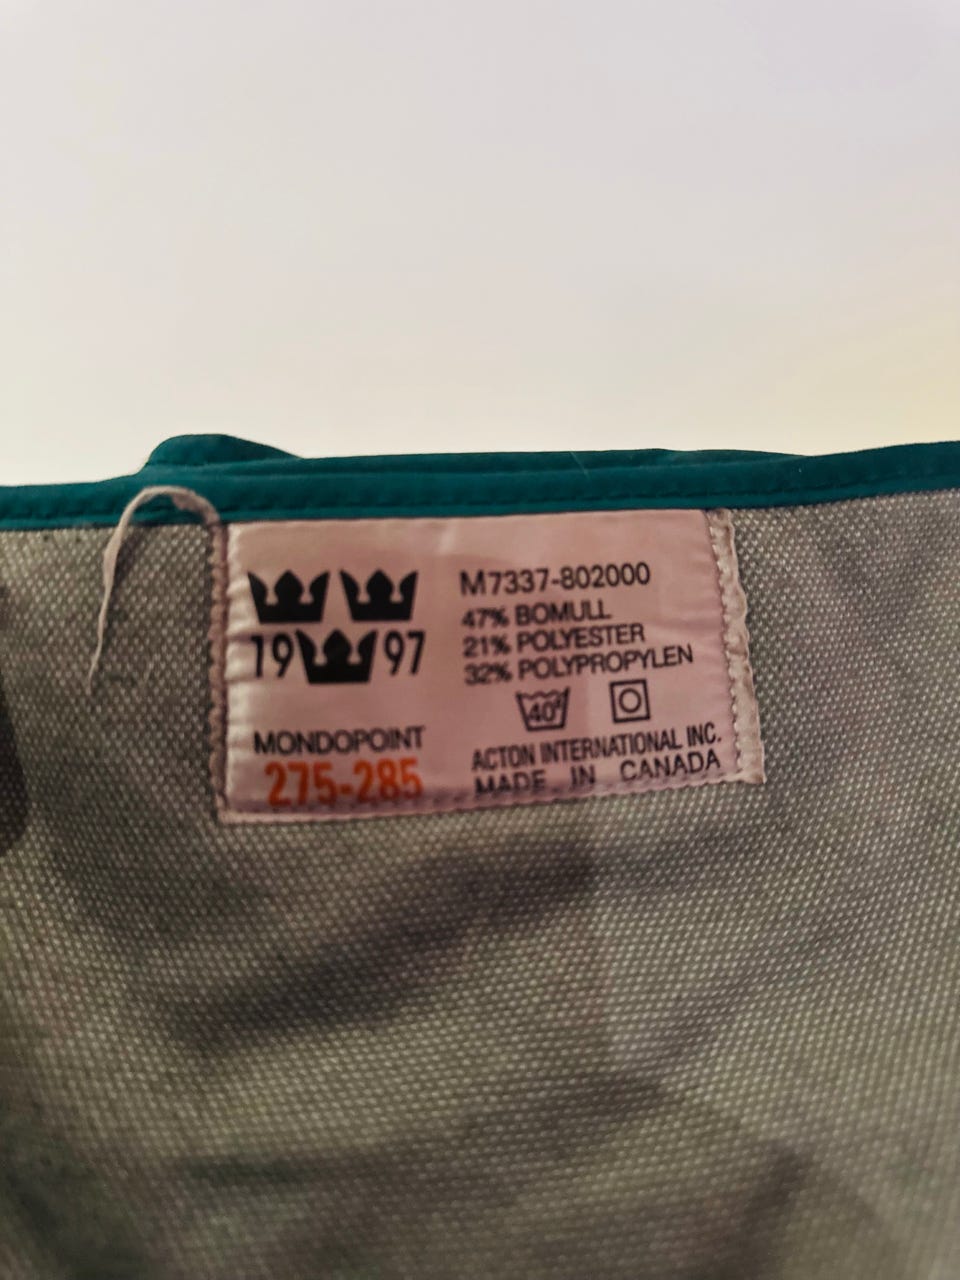 19 97
MONDOPOINT
275-285
M7337-802000
47% BOMULL
21% POLYESTER
32% POLYPROPYLEN
40°
ACTON INTERNATIONAL INC.
MADE IN CANADA